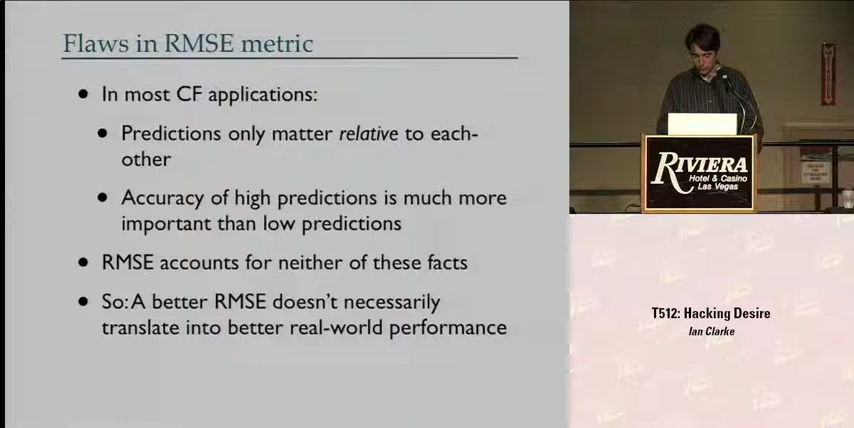 Flaws in RMSE metric
• In most CF applications:
• Predictions only matter relative to each-
other
• Accuracy of high predictions is much more
important than low predictions
• RMSE accounts for neither of these facts
• So: A better RMSE doesn't necessarily
translate into better real-world performance
RIVIERA
Hotel & Casino
Las Vegas
T512: Hacking Desire
Ian Clarke